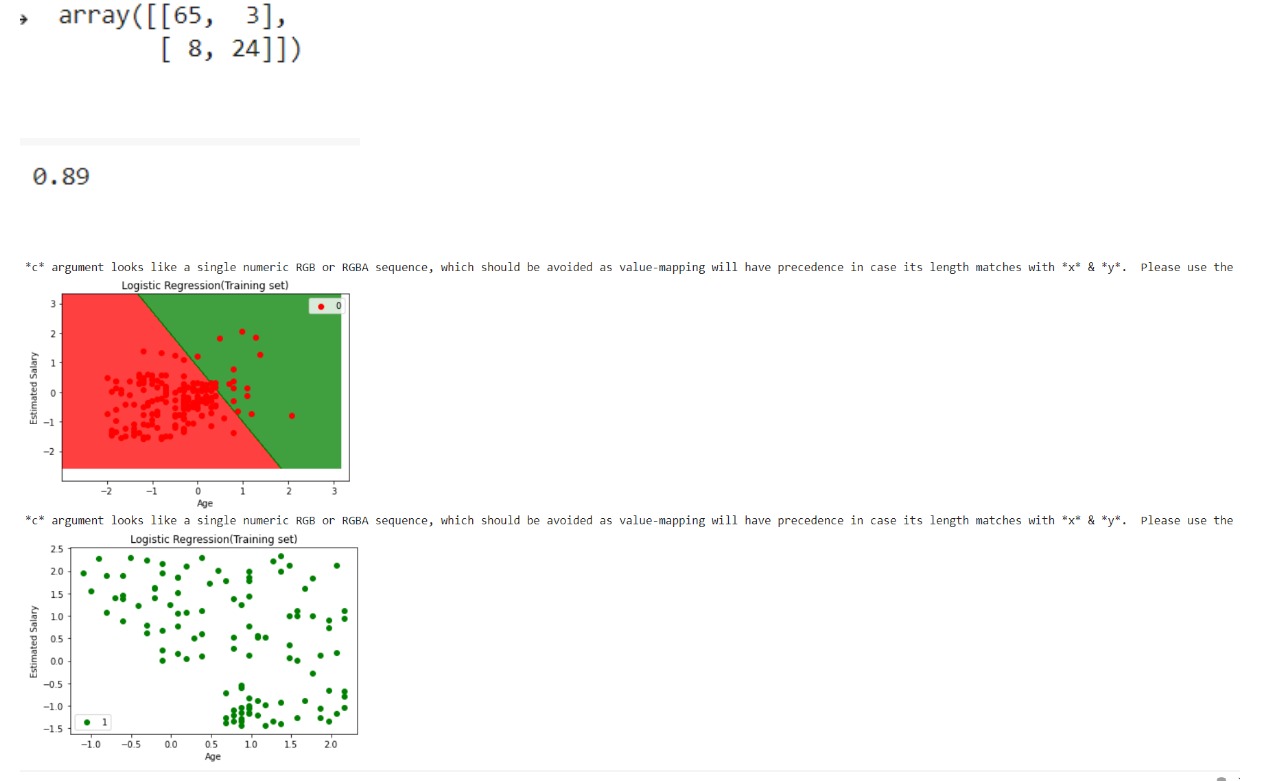 array([[65, 3],
[ 8, 24]])
0.89
*c* argument looks like a single numeric RGB or RGBA sequence, which should be avoided as value-mapping will have precedence in case its length matches with *x* & *y*.  Please use the
Logistic Regression(Training set)
0
3
2
1
0
−1
−2
Estimated Salary
−2 −1 0 1 2 3
Age
*c* argument looks like a single numeric RGB or RGBA sequence, which should be avoided as value-mapping will have precedence in case its length matches with *x* & *y*.  Please use the
Logistic Regression(Training set)
2.5
2.0
1.5
1.0
0.5
0.0
−0.5
−1.0
−1.5
Estimated Salary
1
−1.0 −0.5 0.0 0.5 1.0 1.5 2.0
Age